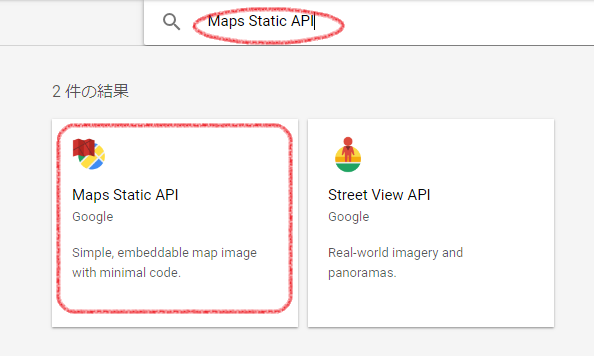 Maps Static API
2 件の結果
Maps Static API
Google
Simple, embeddable map image
with minimal code.
Street View API
Google
Real-world imagery and
panoramas.